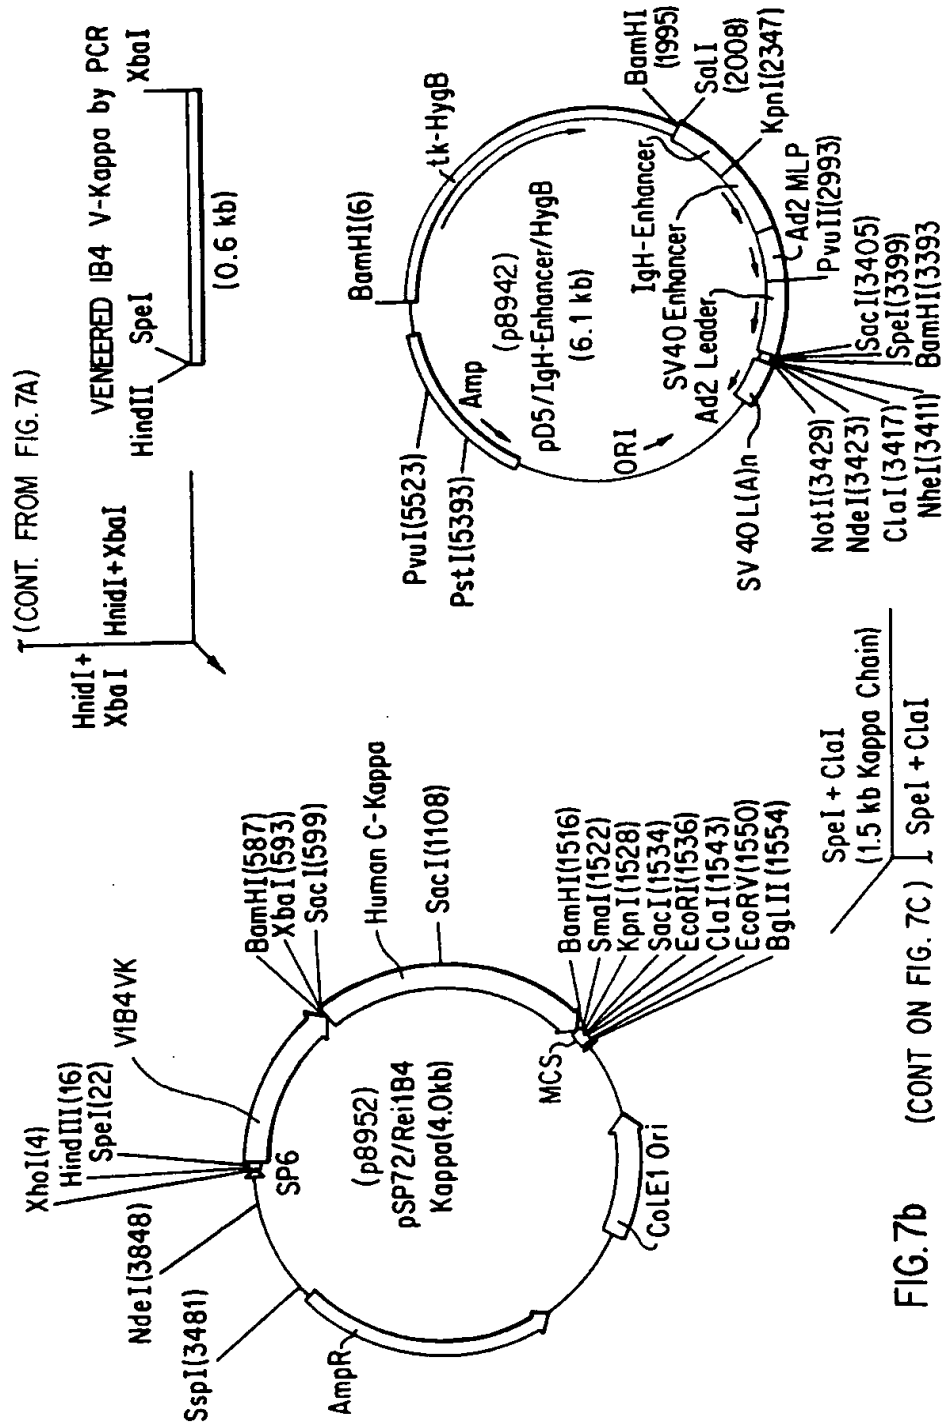 (CONT. FROM FIG. 7A)
HnidI+
XbaI
HnidI+XbaI
VENEERED 1B4 V-Kappa by PCR
HindII
SpeI
XbaI
(0.6 kb)
XhoI(4)
HindIII(16)
SpeI(22)
NdeI(3848)
SspI(3481)
V1B4VK
SP6
AmpR
(p8952)
pSP72/Rei1B4
Kappa(4.0kb)
BamHI(587)
XbaI(593)
SacI(599)
Human C-Kappa
SacI(1108)
MCS
ColE1 Ori
BamHI(1516)
SmaI(1522)
KpnI(1528)
SacI(1534)
EcoRI(1536)
ClaI(1543)
EcoRV(1550)
BglII(1554)
BamHI(6)
tk-HygB
PvuI(5523)
PstI(5393)
Amp
(p8942)
pD5/IgH-Enhancer/HygB
(6.1 kb)
ORI
IgH-Enhancer
SV40 Enhancer
Ad2 Leader
BamHI
(1995)
SalI
(2008)
KpnI(2347)
Ad2 MLP
PvuII(2993)
SV40L(A)n
SacI(3405)
SpeI(3399)
BamHI(3393
NotI(3429)
NdeI(3423)
ClaI(3417)
NheI(3411)
SpeI + ClaI
(1.5 kb Kappa Chain)
SpeI + ClaI
(CONT ON FIG. 7C)
FIG.7b